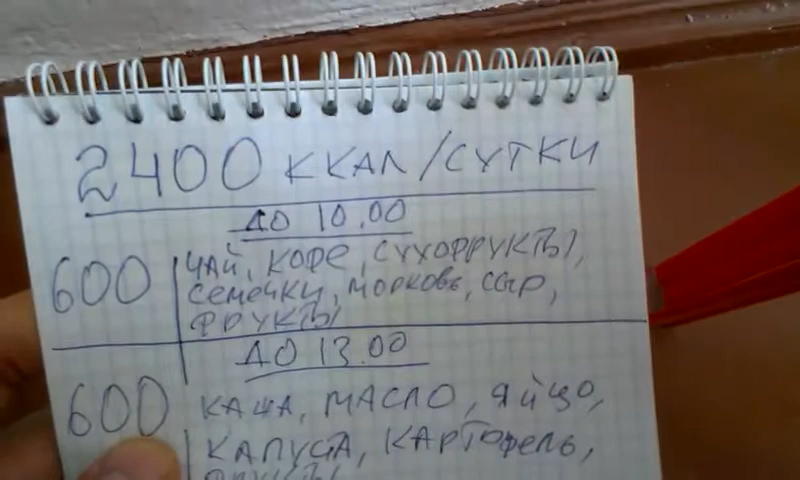 2400 ККАЛ/СУТКИ
ДО 10.00
600
ЧАЙ, КОФЕ, СУХОФРУКТЫ,
СЕМЕЧКИ, МОРКОВЬ, СЫР,
ФРУКТЫ
ДО 13.00
600
КАША, МАСЛО, ЯЙЦО,
КАПУСТА, КАРТОФЕЛЬ,